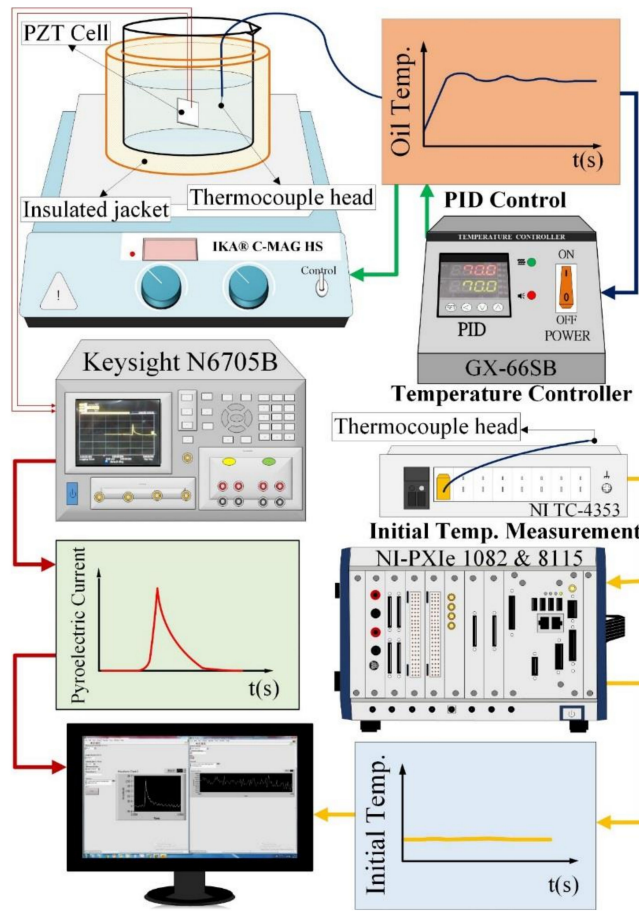 PZT Cell
Oil Temp.
t(s)
Insulated jacket
Thermocouple head
IKA® C-MAG HS
Control
!
PID Control
TEMPERATURE CONTROLLER
70.0
70.0
PID
ON
I
O
OFF
POWER
GX-66SB
Temperature Controller
Keysight N6705B
Thermocouple head
NI TC-4353
Initial Temp. Measurement
NI-PXIe 1082 & 8115
Pyroelectric Current
t(s)
Initial Temp.
t(s)